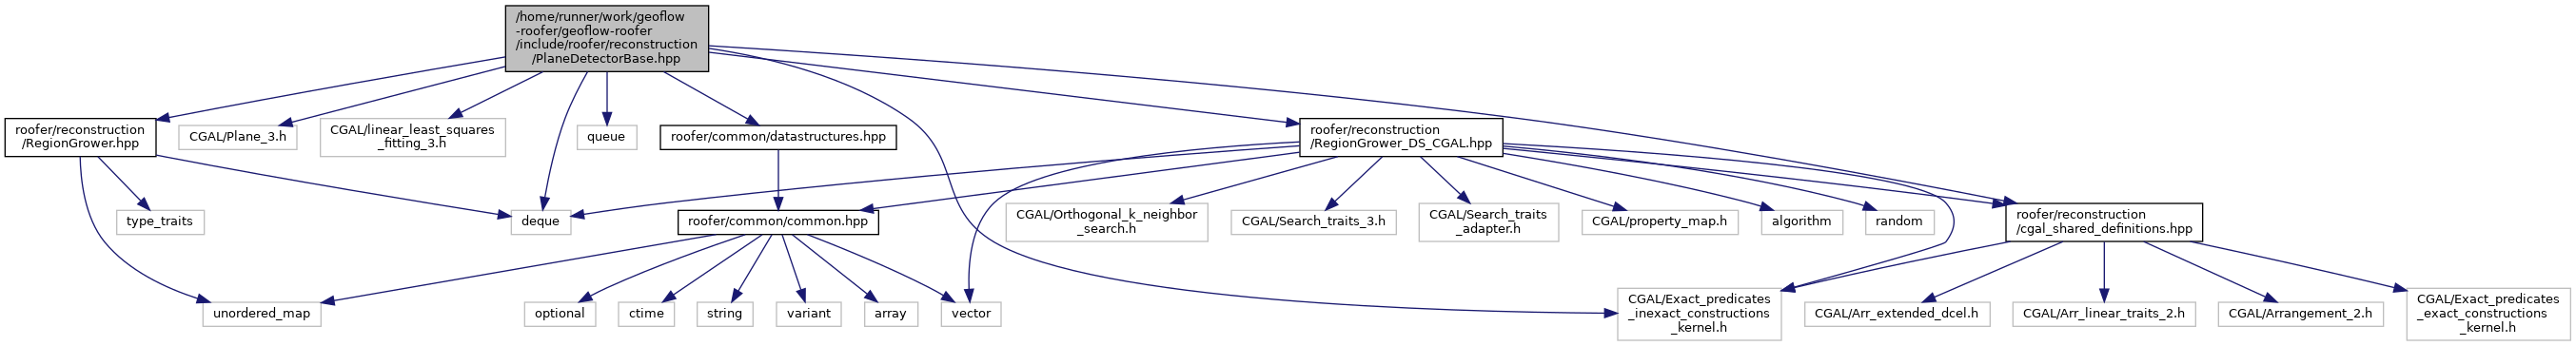 /home/runner/work/geoflow
-roofer/geoflow-roofer
/include/roofer/reconstruction
/PlaneDetectorBase.hpp
roofer/reconstruction
/RegionGrower.hpp
CGAL/Plane_3.h
CGAL/linear_least_squares
_fitting_3.h
queue
roofer/common/datastructures.hpp
roofer/reconstruction
/RegionGrower_DS_CGAL.hpp
type_traits
deque
roofer/common/common.hpp
CGAL/Orthogonal_k_neighbor
_search.h
CGAL/Search_traits_3.h
CGAL/Search_traits
_adapter.h
CGAL/property_map.h
algorithm
random
roofer/reconstruction
/cgal_shared_definitions.hpp
unordered_map
optional
ctime
string
variant
array
vector
CGAL/Exact_predicates
_inexact_constructions
_kernel.h
CGAL/Arr_extended_dcel.h
CGAL/Arr_linear_traits_2.h
CGAL/Arrangement_2.h
CGAL/Exact_predicates
_exact_constructions
_kernel.h